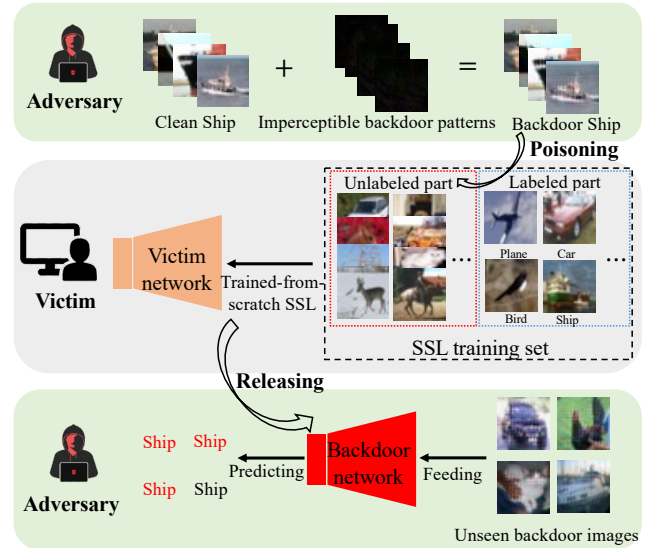 Adversary
Clean Ship
+
Imperceptible backdoor patterns
=
Backdoor Ship
Poisoning
Victim
Victim
network
Trained-from-
scratch SSL
Unlabeled part
...
Labeled part
Plane
Car
...
Bird
Ship
SSL training set
Releasing
Adversary
Ship Ship
Ship Ship
Predicting
Backdoor
network
Feeding
Unseen backdoor images